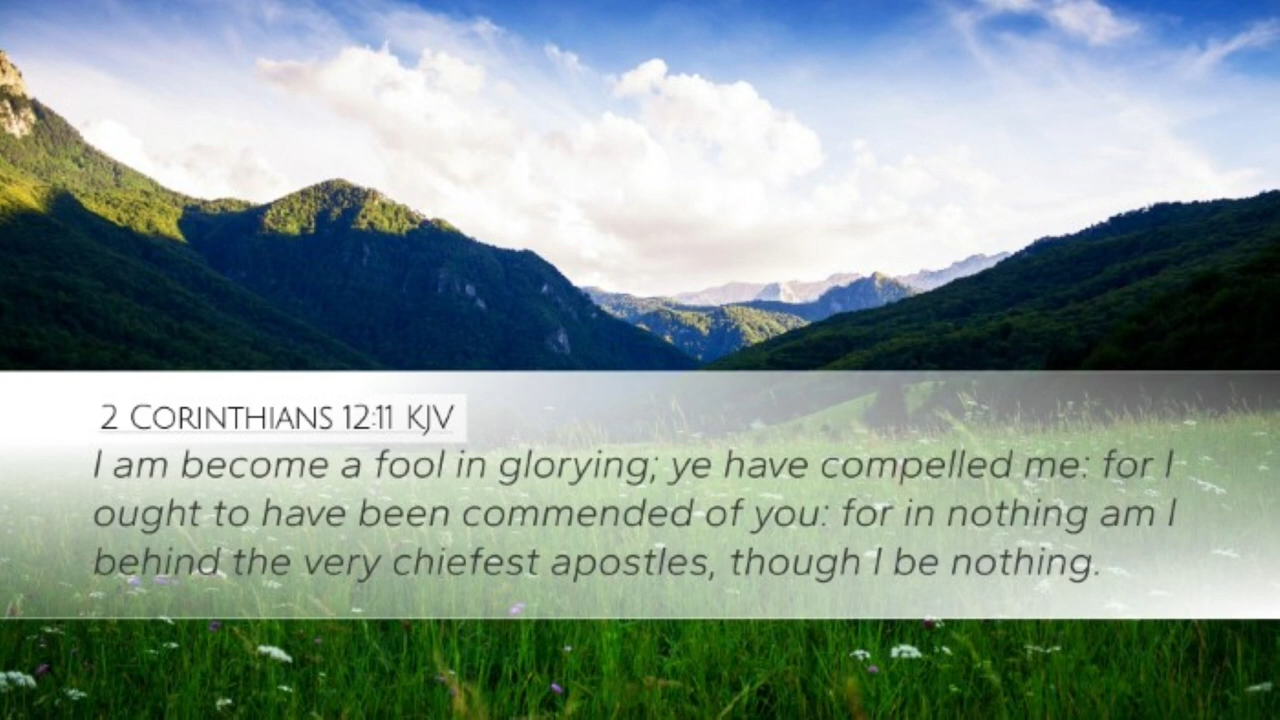 2 Corinthians 12:11 KJV
I am become a fool in glorying; ye have compelled me: for I
ought to have been commended of you: for in nothing am I
behind the very chiefest apostles, though I be nothing.